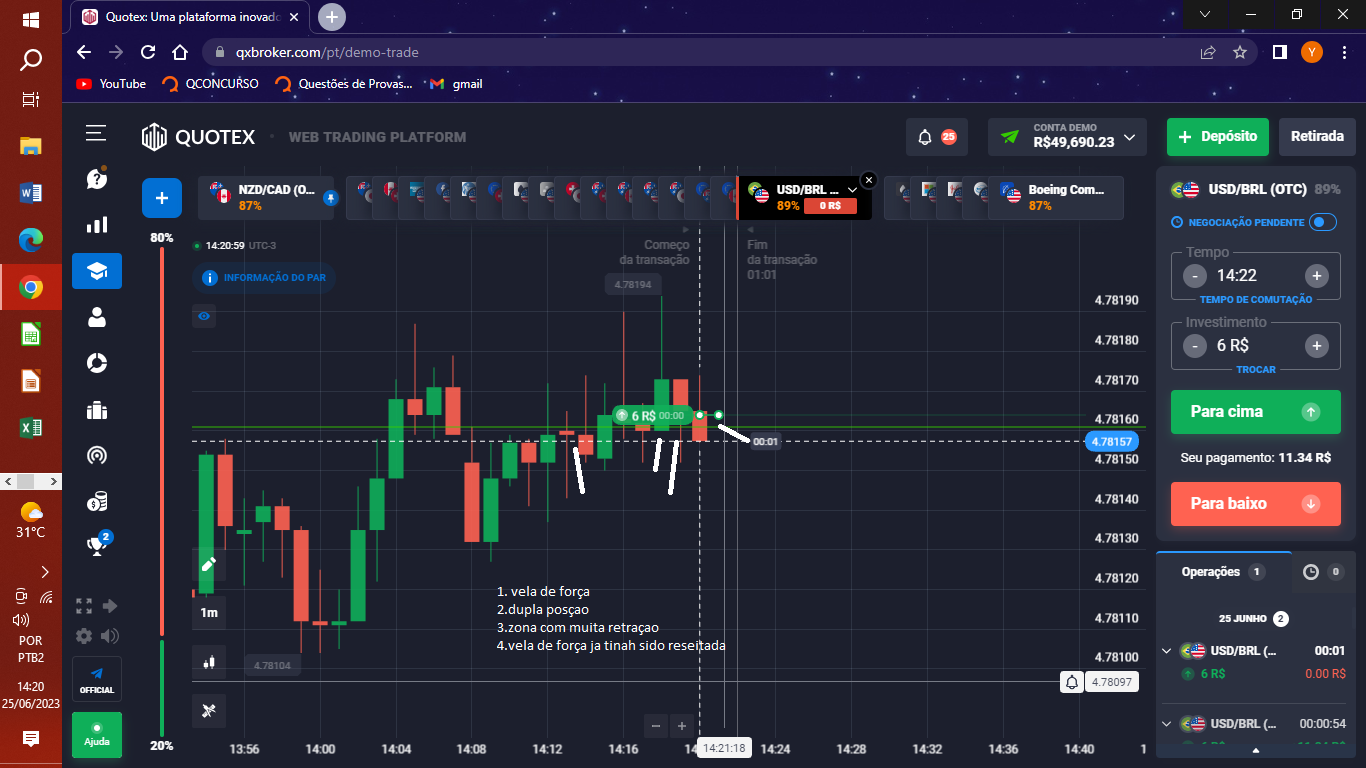 Quotex: Uma plataforma inovado
qxbroker.com/pt/demo-trade
Y
YouTube
QCONCURSO
Questões de Provas...
gmail
QUOTEX
WEB TRADING PLATFORM
25
CONTA DEMO
R$49,690.23
+ Depósito
Retirada
NZD/CAD (O...
87%
USD/BRL ...
89%
0 R$
Boeing Com...
87%
USD/BRL (OTC) 89%
NEGOCIAÇÃO PENDENTE
Tempo
- 14:22 +
TEMPO DE COMUTAÇÃO
Investimento
- 6 R$ +
TROCAR
Para cima
Seu pagamento: 11.34 R$
Para baixo
Operações 1
0
25 JUNHO 2
USD/BRL (...
00:01
6 R$
0.00 R$
USD/BRL (...
00:00:54
80%
20%
14:20:59 UTC-3
INFORMAÇÃO DO PAR
Começo
da transação
Fim
da transação
01:01
4.78194
4.78190
4.78180
4.78170
4.78160
4.78157
4.78150
4.78140
4.78130
4.78120
4.78110
4.78100
4.78097
6 R$ 00:00
00:01
1. vela de força
2.dupla posçao
3.zona com muita retraçao
4.vela de força ja tinah sido reseitada
4.78104
1m
13:56
14:00
14:04
14:08
14:12
14:16
14:21:18
14:24
14:28
14:32
14:36
14:40
2
OFFICIAL
Ajuda
31°C
POR
PTB2
14:20
25/06/2023